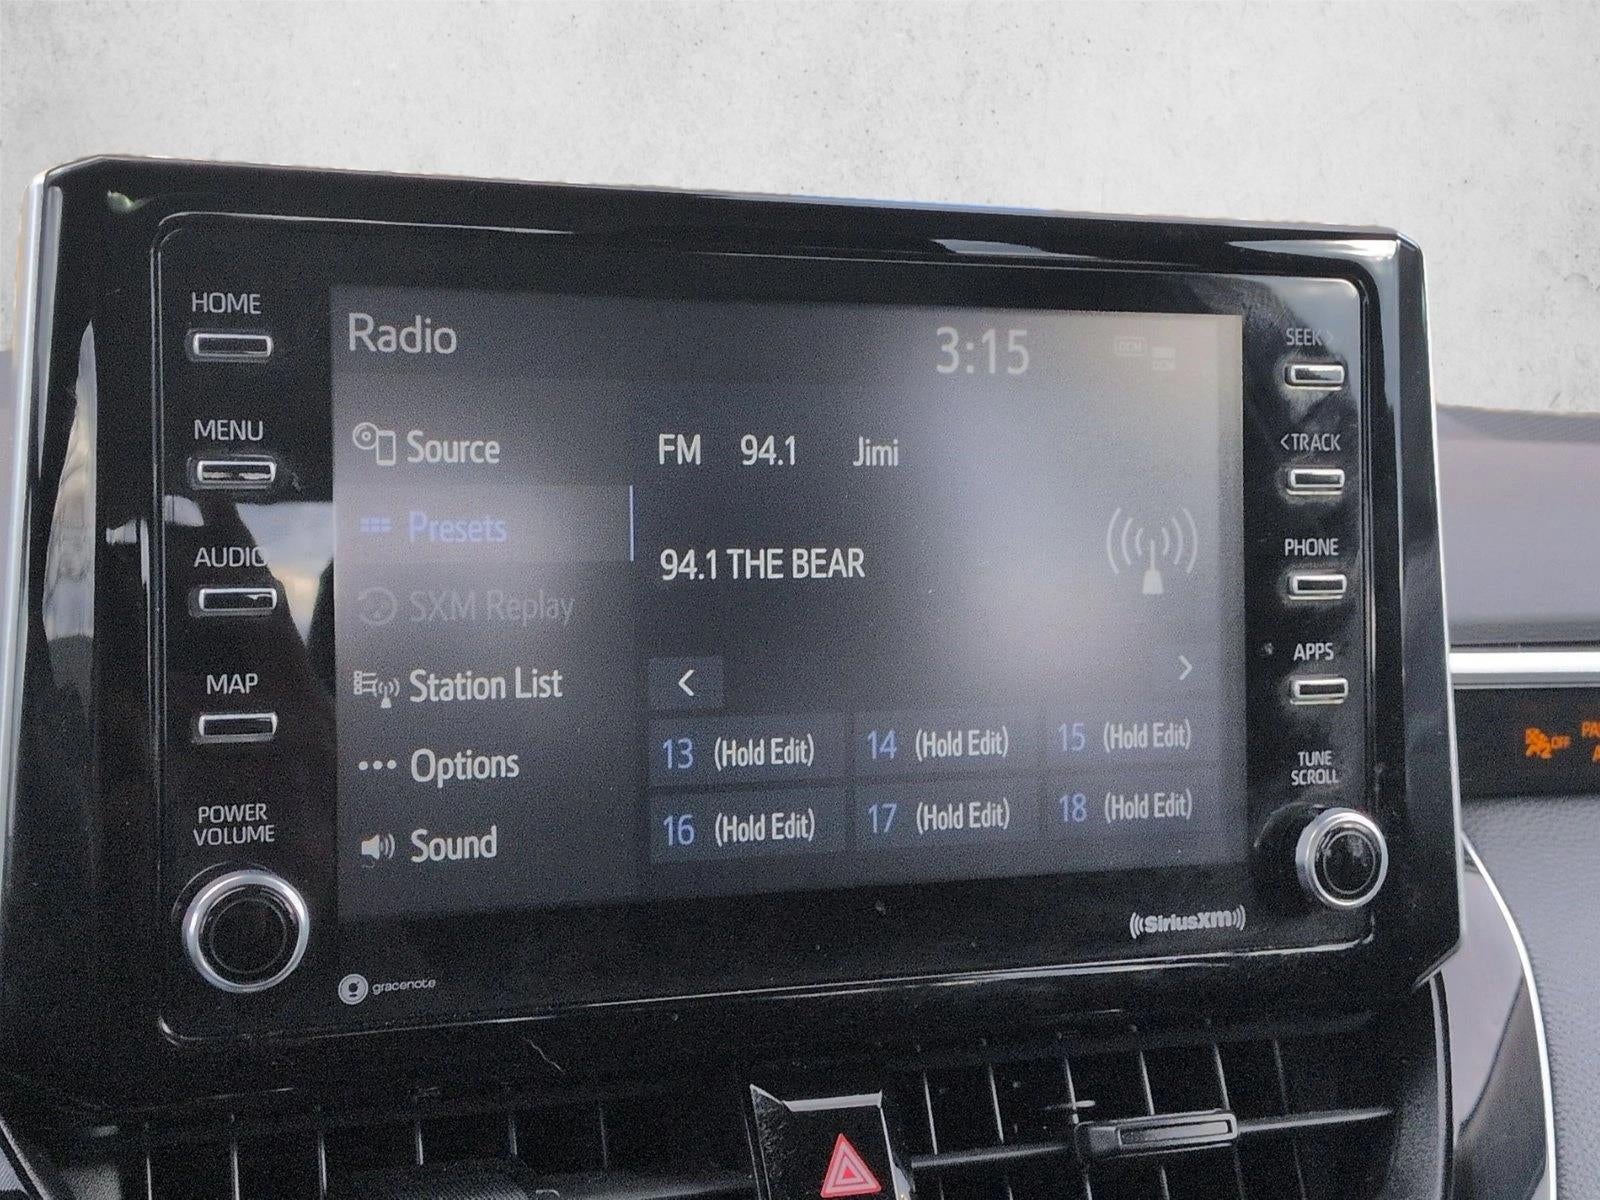 HOME
MENU
AUDIO
MAP
POWER
VOLUME
Radio
3:15
Source
Presets
SXM Replay
Station List
Options
Sound
FM 94.1 Jimi
94.1 THE BEAR
<
>
13 (Hold Edit) 14 (Hold Edit) 15 (Hold Edit)
16 (Hold Edit) 17 (Hold Edit) 18 (Hold Edit)
SEEK>
<TRACK
PHONE
APPS
TUNE
SCROLL
SiriusXM
gracenote
OFF